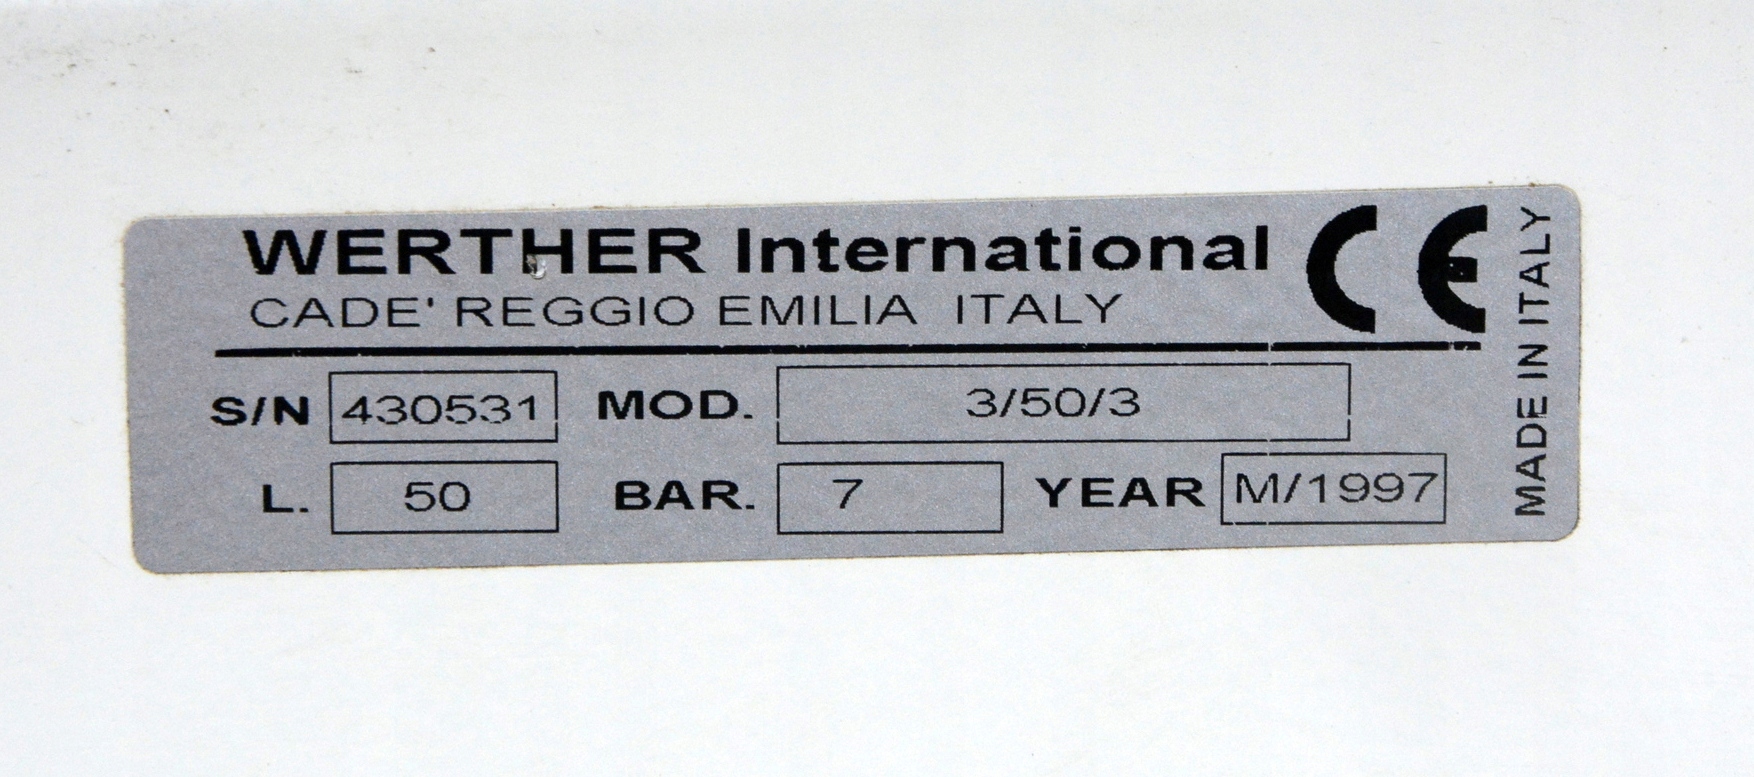 WERTHER International CE
CADE' REGGIO EMILIA ITALY
S/N 430531 MOD. 3/50/3
L. 50 BAR. 7 YEAR M/1997
MADE IN ITALY